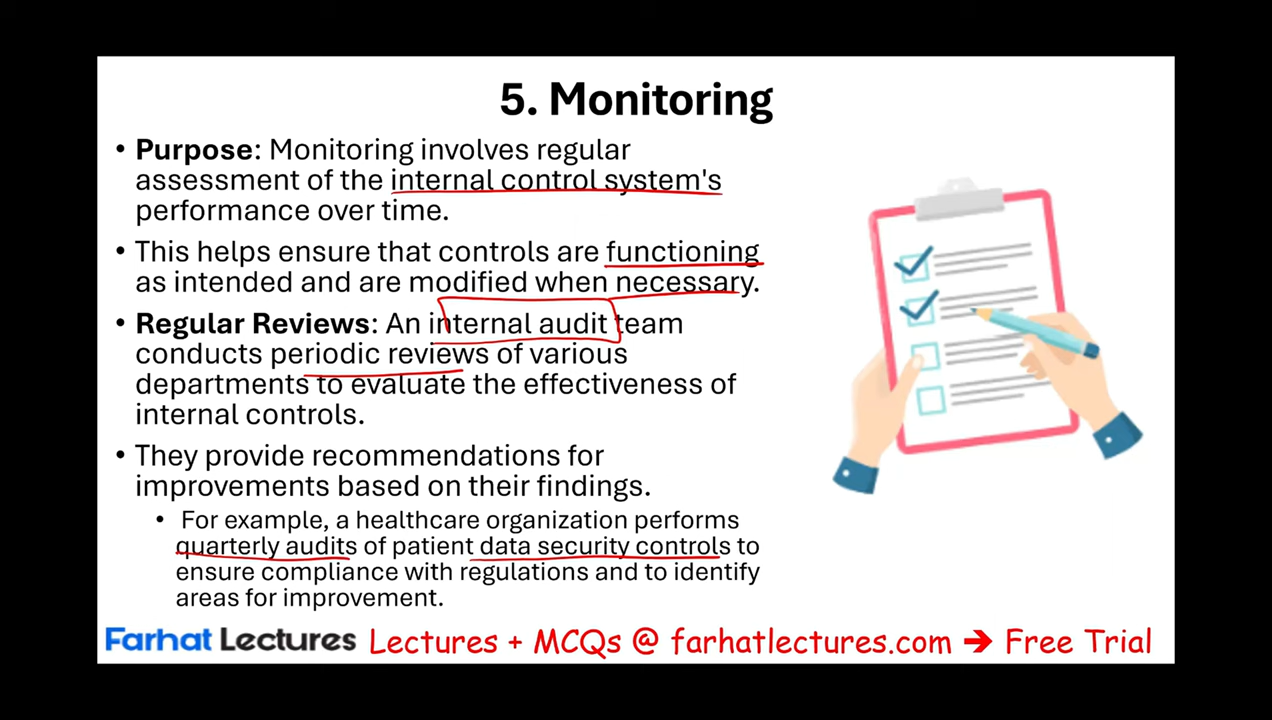 5. Monitoring
• Purpose: Monitoring involves regular
assessment of the internal control system's
performance over time.
• This helps ensure that controls are functioning
as intended and are modified when necessary.
• Regular Reviews: An internal audit team
conducts periodic reviews of various
departments to evaluate the effectiveness of
internal controls.
• They provide recommendations for
improvements based on their findings.
• For example, a healthcare organization performs
quarterly audits of patient data security controls to
ensure compliance with regulations and to identify
areas for improvement.
Farhat Lectures Lectures + MCQs @ farhatlectures.com → Free Trial